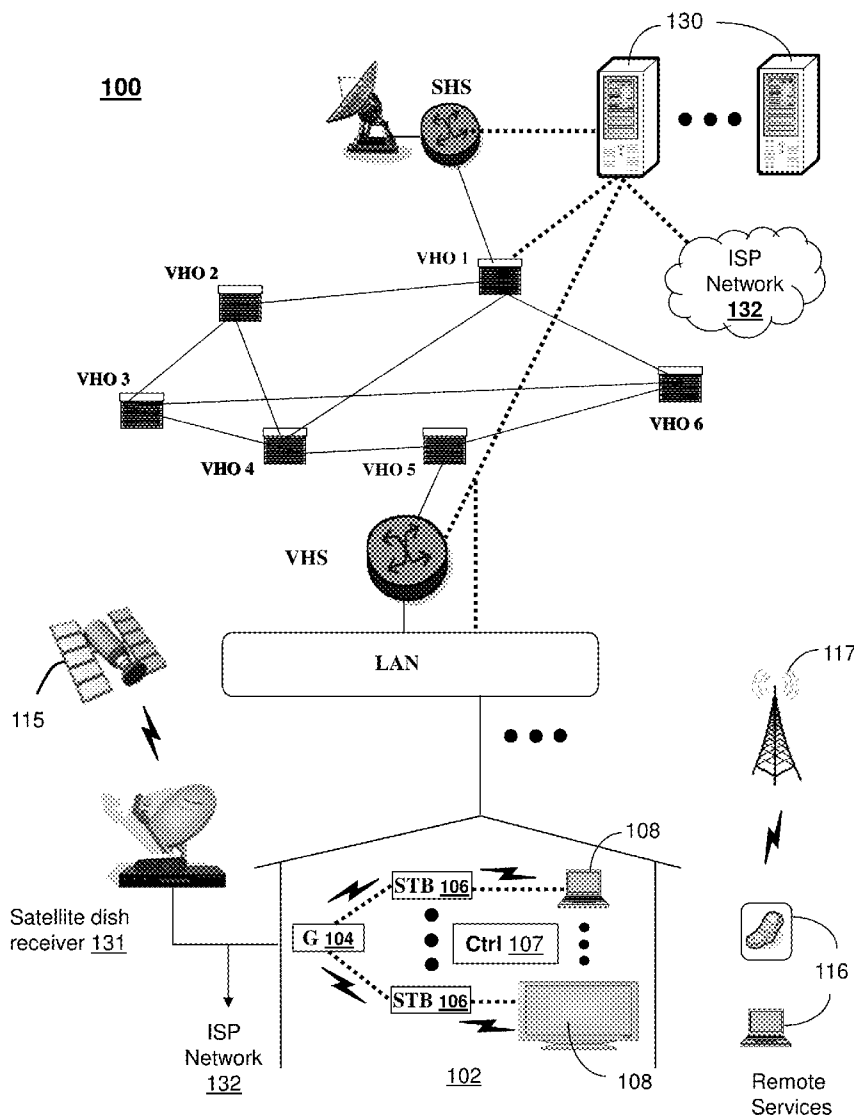 130
100
SHS
ISP
Network
132
VHO 1
VHO 2
VHO 3
VHO 6
VHO 4
VHO 5
VHS
LAN
117
115
108
STB 106
Satellite dish
receiver 131
G 104
Ctrl 107
116
STB 106
ISP
Network
132
102
108
Remote
Services